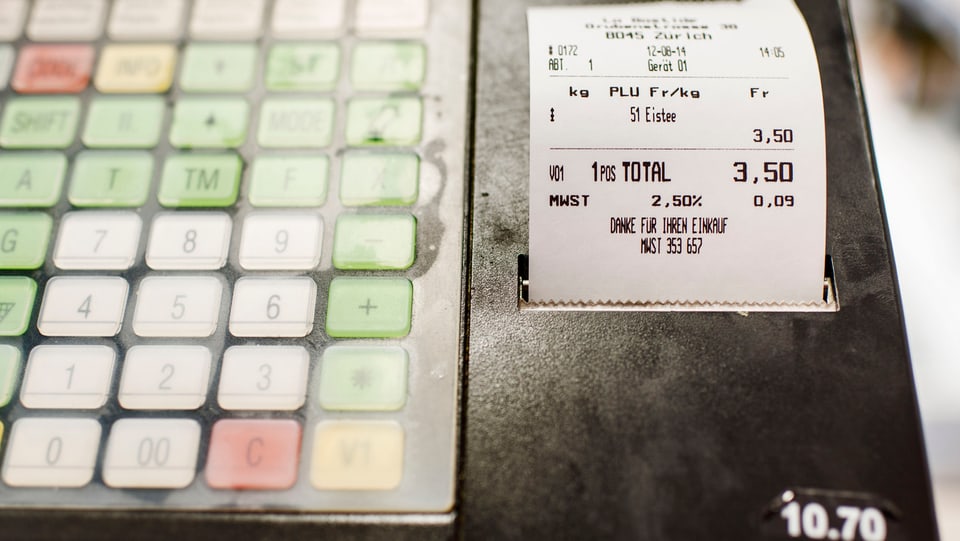 8045 Zürich
# 0172 12-08-14 14:05
ABT. 1 Gerät 01
kg PLU Fr/kg Fr
51 Eistee
3,50
V01 1POS TOTAL 3,50
MWST 2,50% 0,09
DANKE FÜR IHREN EINKAUF
MWST 353 657
INFO
SHIFT MODE
A T TM F
G 7 8 9 -
4 5 6 +
1 2 3 *
0 00 C V1
10.70